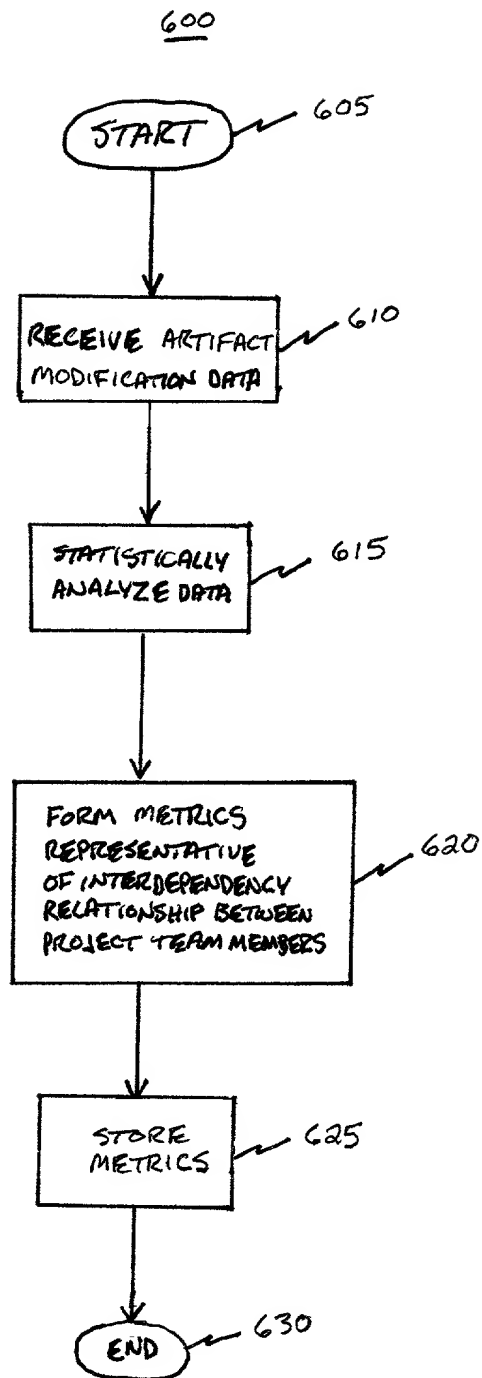 600
START
605
RECEIVE ARTIFACT
MODIFICATION DATA
610
STATISTICALLY
ANALYZE DATA
615
FORM METRICS
REPRESENTATIVE
OF INTERDEPENDENCY
RELATIONSHIP BETWEEN
PROJECT TEAM MEMBERS
620
STORE
METRICS
625
END
630